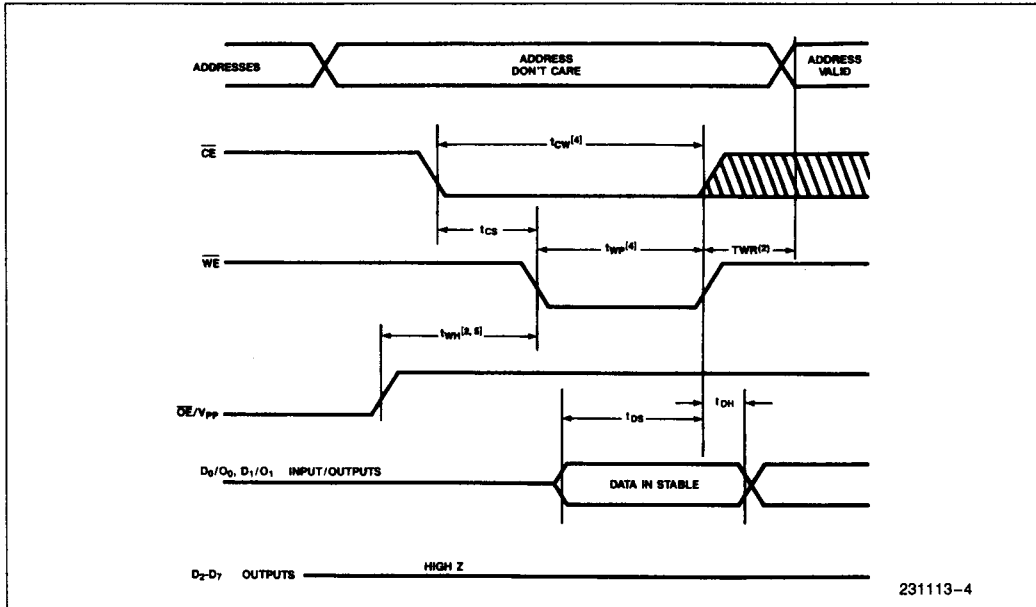 ADDRESSES
ADDRESS
DON'T CARE
ADDRESS
VALID
tCW[4]
CE
tCS
tWP[4]
TWR(2)
WE
tWH[2, 5]
OE/VPP
tDH
tDS
D0/O0, D1/O1 INPUT/OUTPUTS
DATA IN STABLE
D2-D7 OUTPUTS
HIGH Z
231113-4